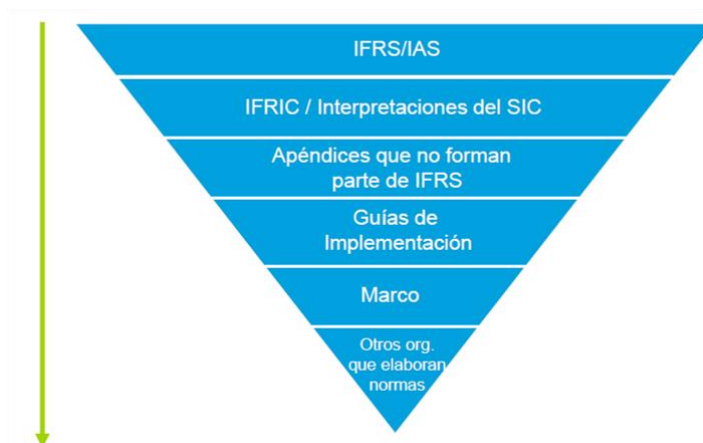 IFRS/IAS
IFRIC / Interpretaciones del SIC
Apéndices que no forman
parte de IFRS
Guías de
Implementación
Marco
Otros org.
que elaboran
normas